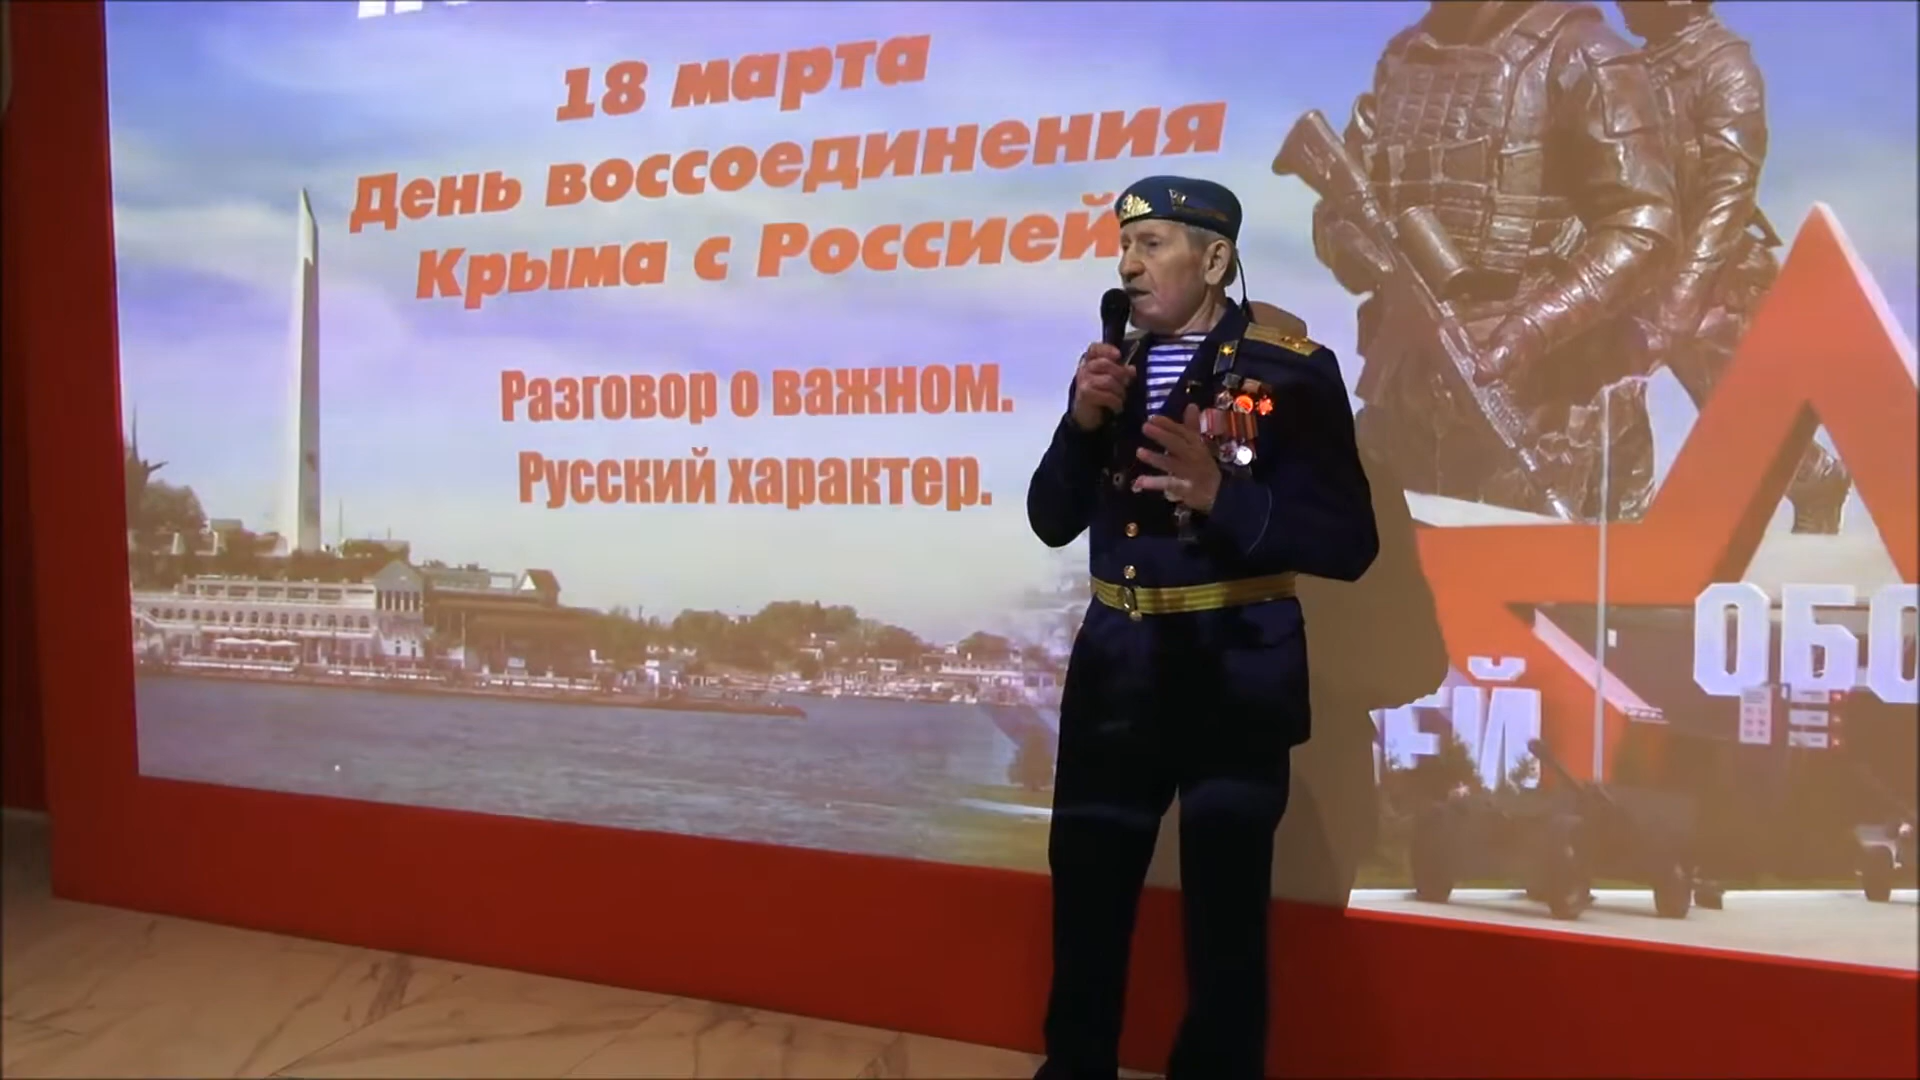 18 марта
День воссоединения
Крыма с Россией
Разговор о важном.
Русский характер.